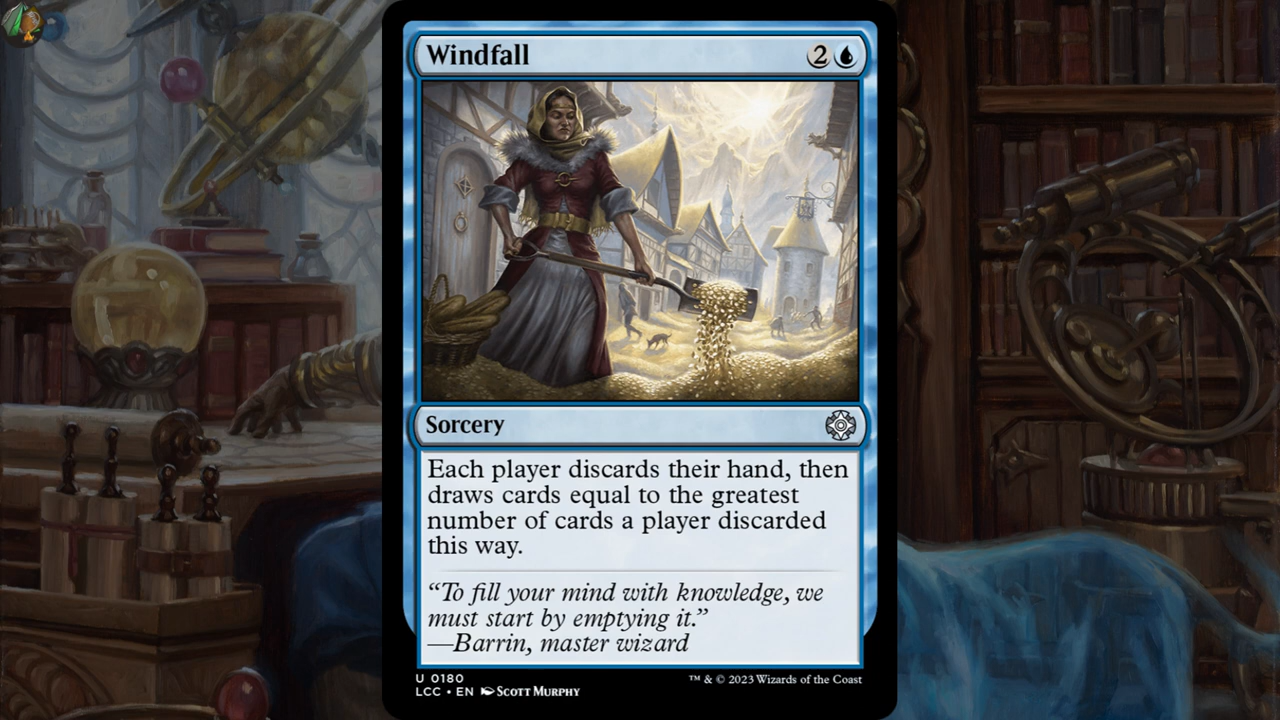 Windfall 2
Sorcery
Each player discards their hand, then
draws cards equal to the greatest
number of cards a player discarded
this way.
“To fill your mind with knowledge, we
must start by emptying it.”
—Barrin, master wizard
U 0180
LCC • EN Scott Murphy
™ & © 2023 Wizards of the Coast